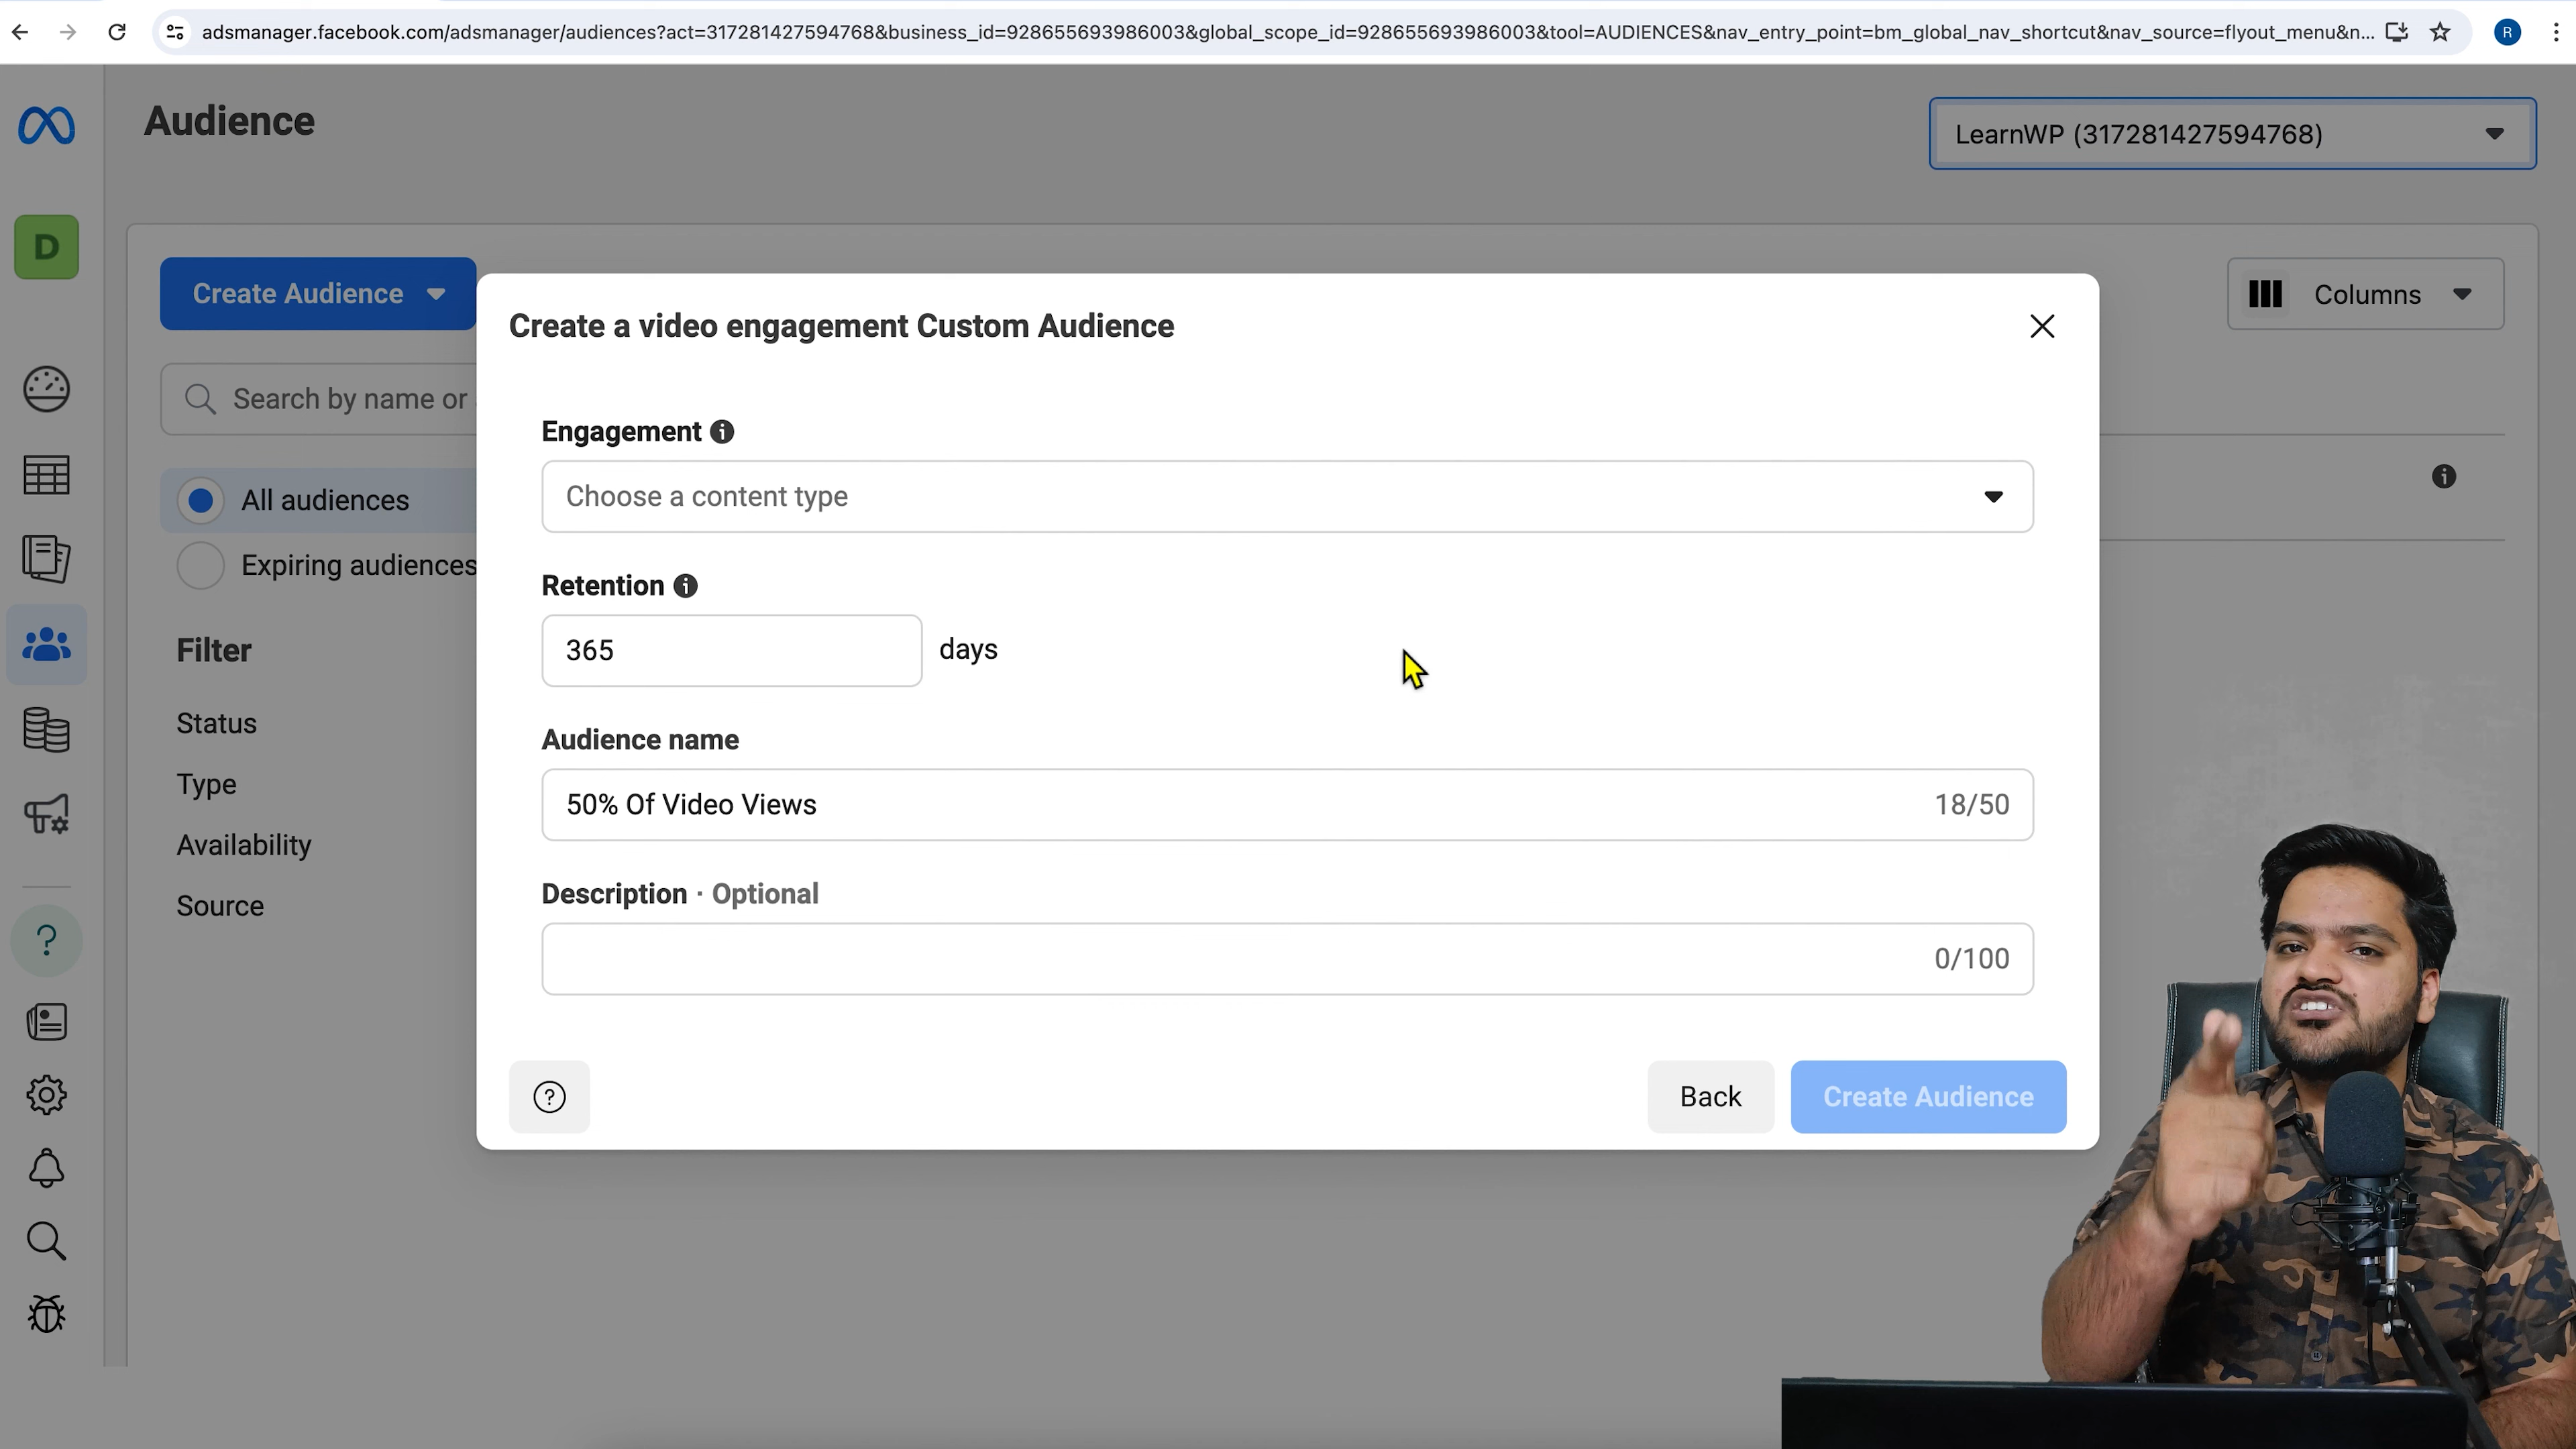 adsmanager.facebook.com/adsmanager/audiences?act=317281427594768&business_id=928655693986003&global_scope_id=928655693986003&tool=AUDIENCES&nav_entry_point=bm_global_nav_shortcut&nav_source=flyout_menu&n...
R
Audience
LearnWP (317281427594768)
D
Create Audience
Columns
Create a video engagement Custom Audience
Search by name or
Engagement
Choose a content type
All audiences
Expiring audiences
Retention
365 days
Filter
Status
Audience name
Type
50% Of Video Views 18/50
Availability
Description · Optional
Source
0/100
Back
Create Audience